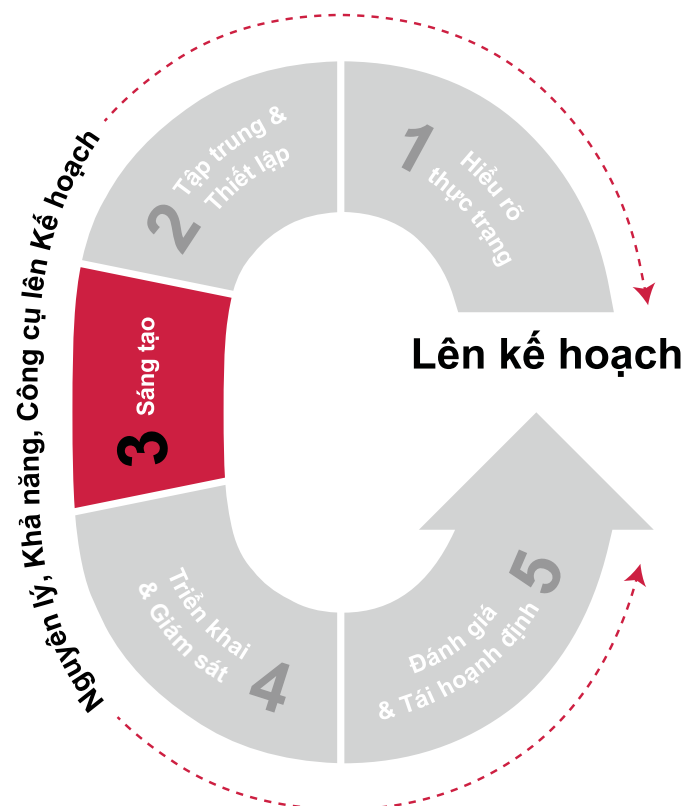 1
Hiểu rõ
thực trạng
2
Tập trung &
Thiết lập
3
Sáng tạo
4
Triển khai
& Giám sát
5
Đánh giá
& Tái hoạnh định
Lên kế hoạch
Nguyên lý, Khả năng, Công cụ lên Kế hoạch